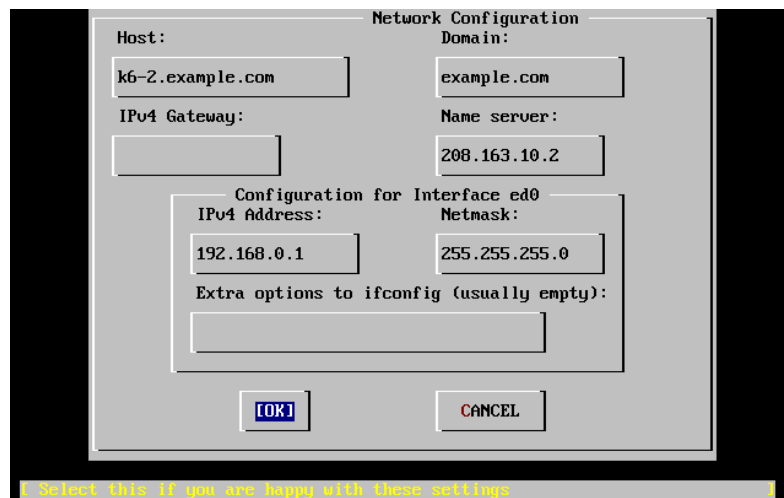 Network Configuration
Host: Domain:
k6-2.example.com example.com
IPv4 Gateway: Name server:
208.163.10.2
Configuration for Interface ed0
IPv4 Address: Netmask:
192.168.0.1 255.255.255.0
Extra options to ifconfig (usually empty):
[OK] CANCEL
[ Select this if you are happy with these settings ]